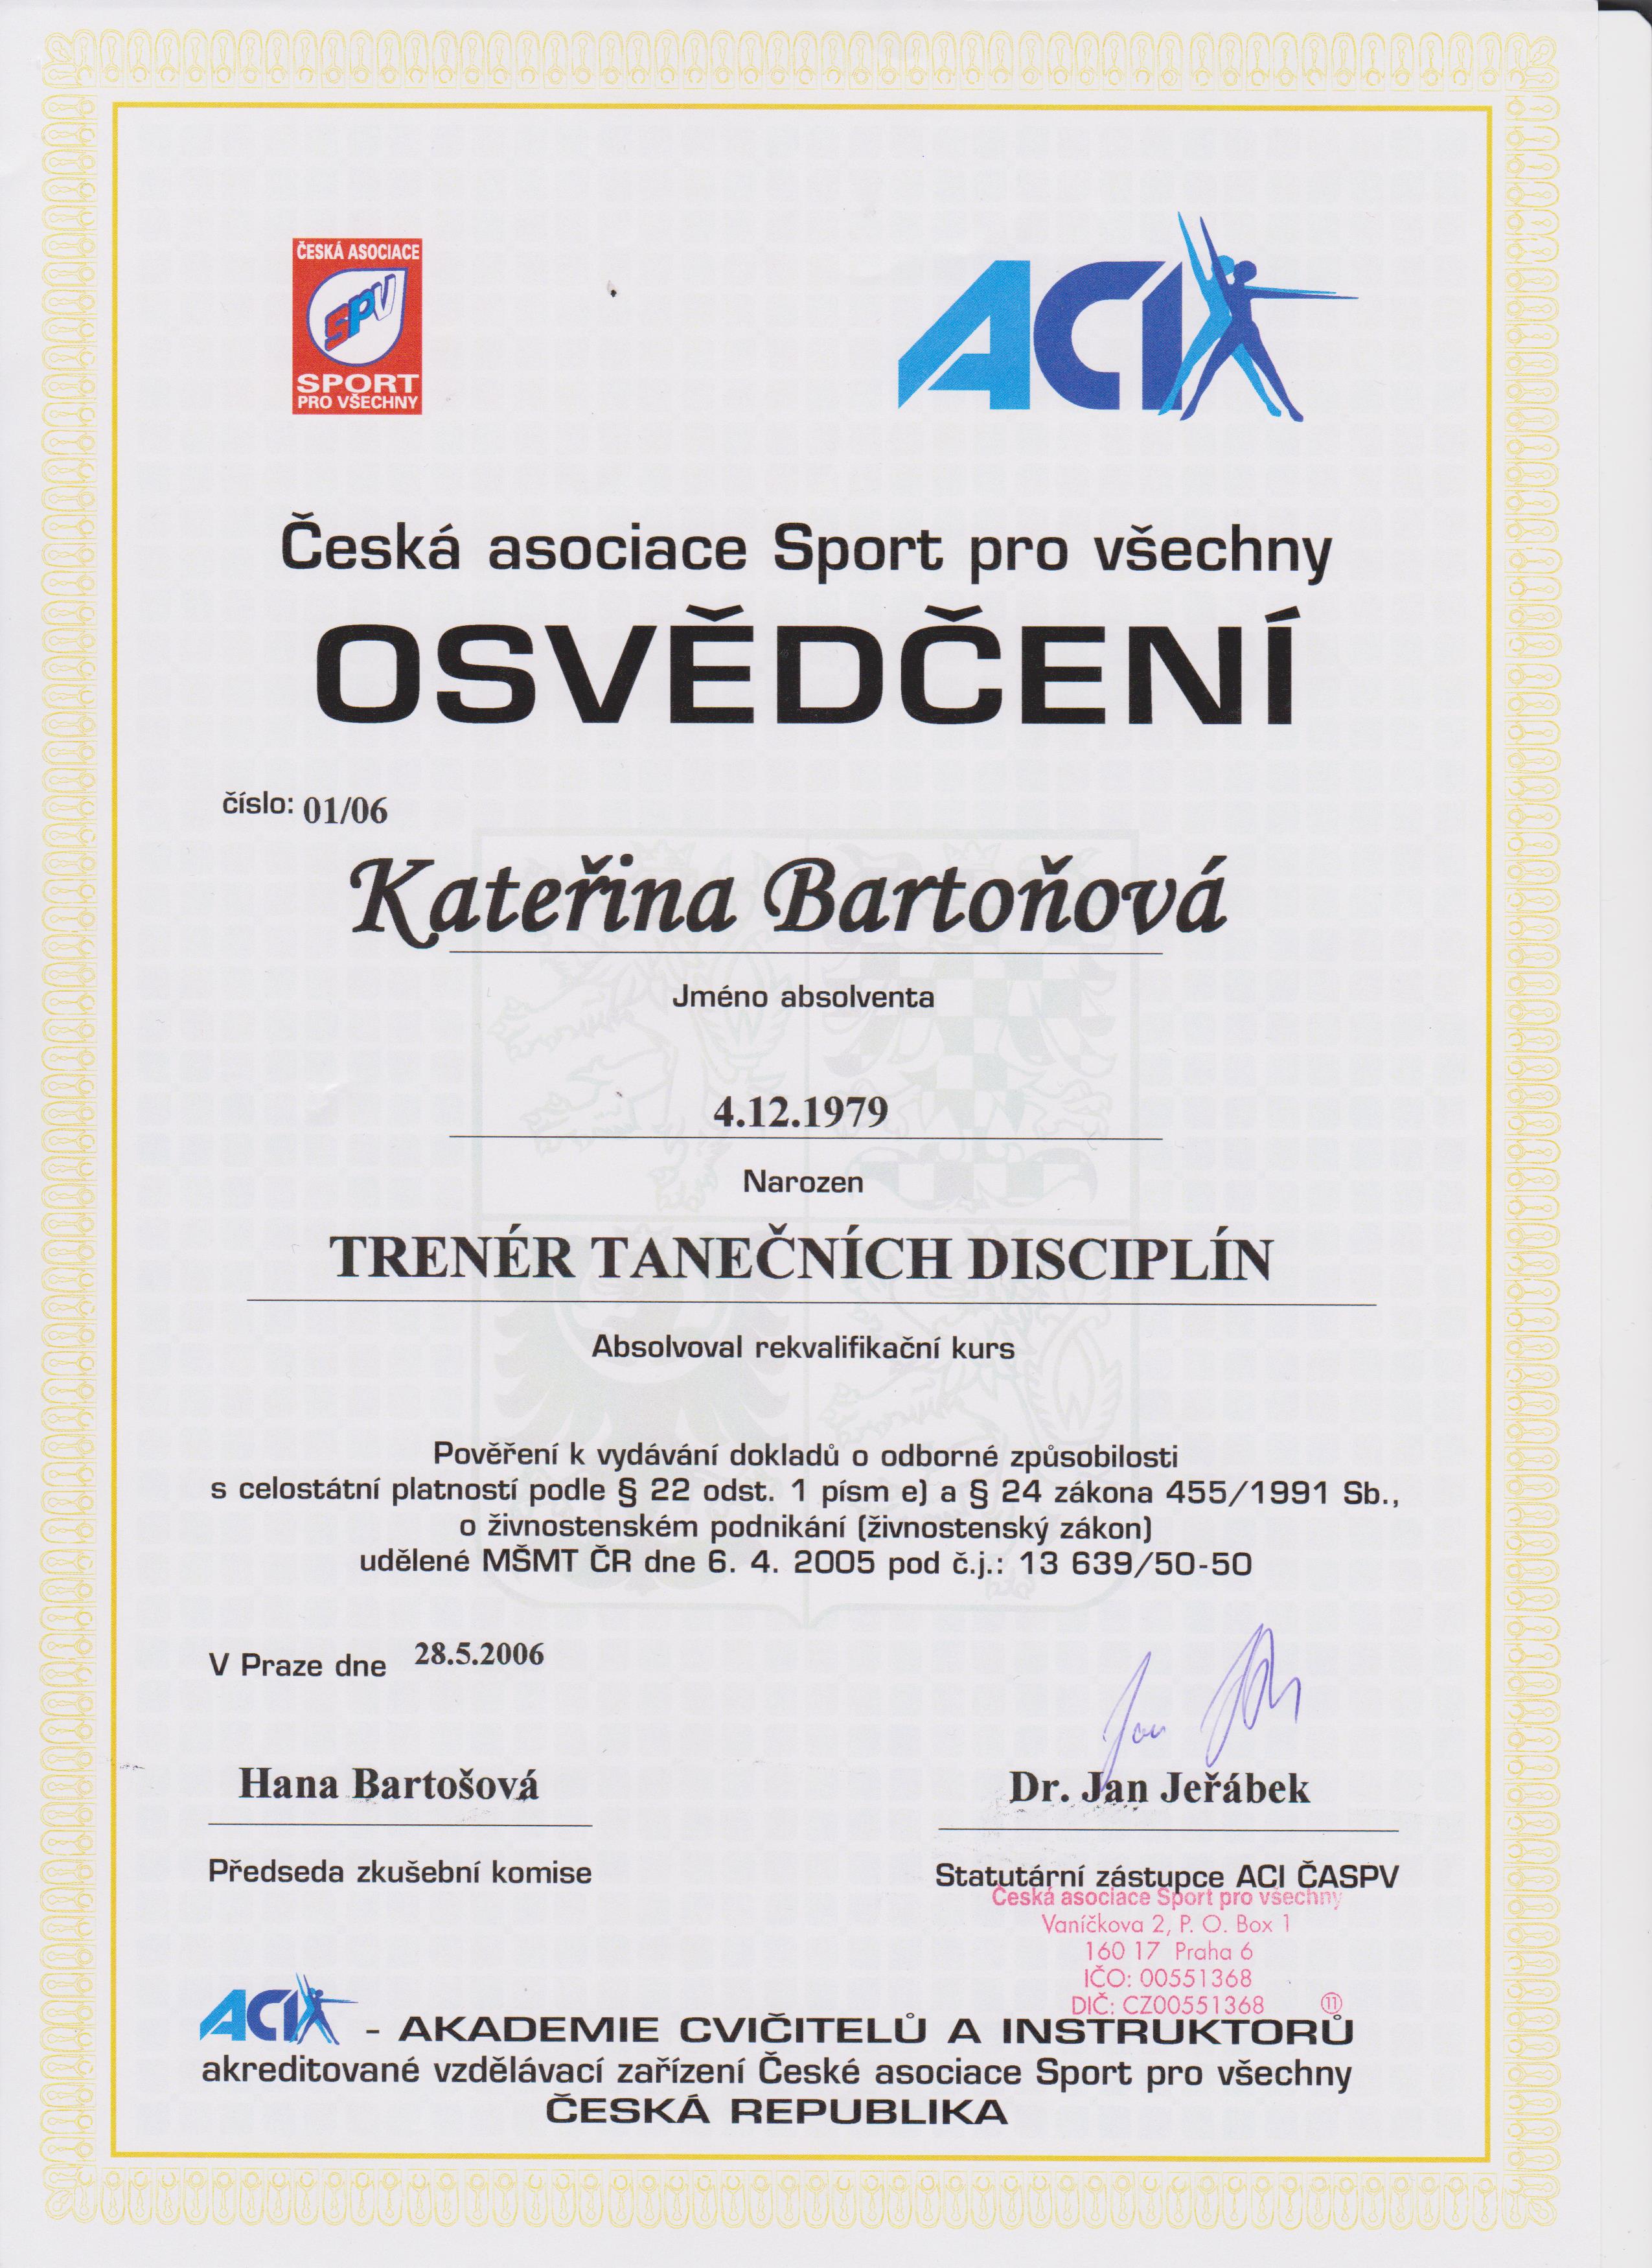 ČESKÁ ASOCIACE
SPV
SPORT
PRO VŠECHNY
ACI
Česká asociace Sport pro všechny
OSVĚDČENÍ
číslo: 01/06
Kateřina Bartoňová
Jméno absolventa
4.12.1979
Narozen
TRENÉR TANEČNÍCH DISCIPLÍN
Absolvoval rekvalifikační kurs
Pověření k vydávání dokladů o odborné způsobilosti
s celostátní platností podle § 22 odst. 1 písm e) a § 24 zákona 455/1991 Sb.,
o živnostenském podnikání (živnostenský zákon)
udělené MŠMT ČR dne 6. 4. 2005 pod č.j.: 13 639/50-50
V Praze dne 28.5.2006
Hana Bartošová
Dr. Jan Jeřábek
Předseda zkušební komise
Statutární zástupce ACI ČASPV
Česká asociace Sport pro všechny
Vaníčkova 2, P. O. Box 1
160 17 Praha 6
IČO: 00551368
DIČ: CZ00551368 11
ACI - AKADEMIE CVIČITELŮ A INSTRUKTORŮ
akreditované vzdělávací zařízení České asociace Sport pro všechny
ČESKÁ REPUBLIKA